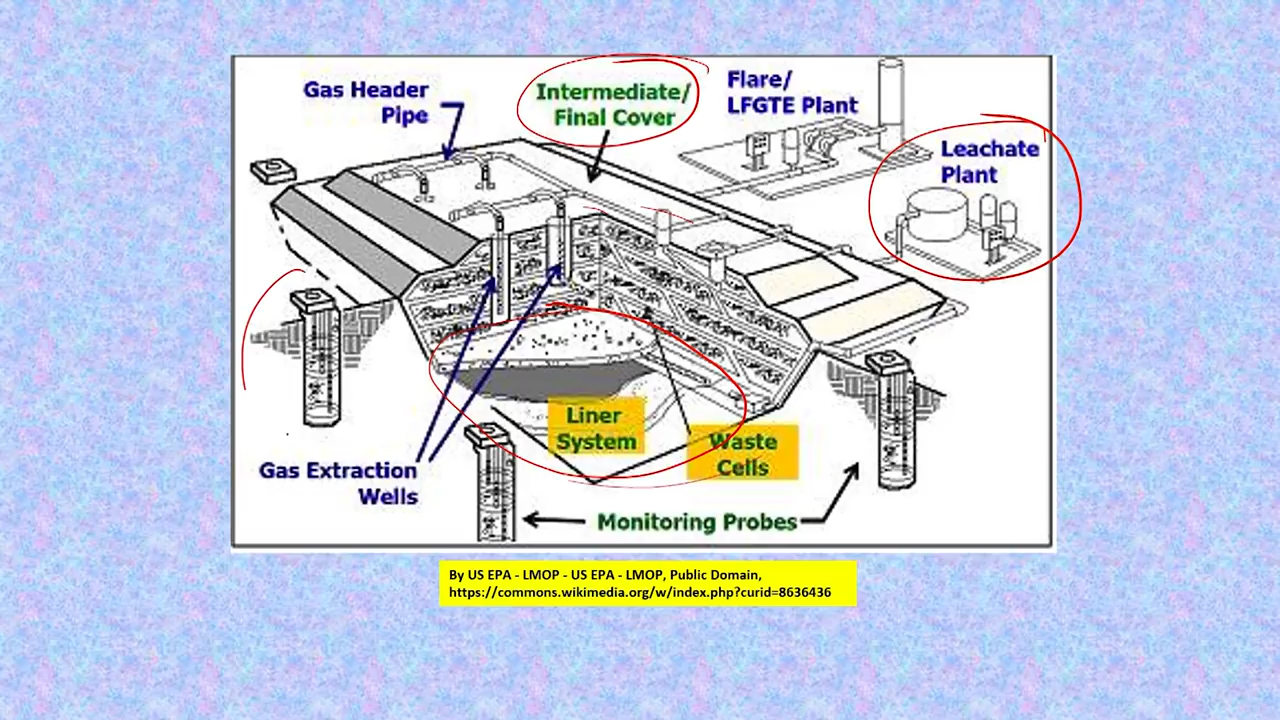 Gas Header
Pipe
Intermediate/
Final Cover
Flare/
LFGTE Plant
Leachate
Plant
Liner
System
Waste
Cells
Gas Extraction
Wells
Monitoring Probes
By US EPA - LMOP - US EPA - LMOP, Public Domain,
https://commons.wikimedia.org/w/index.php?curid=8636436